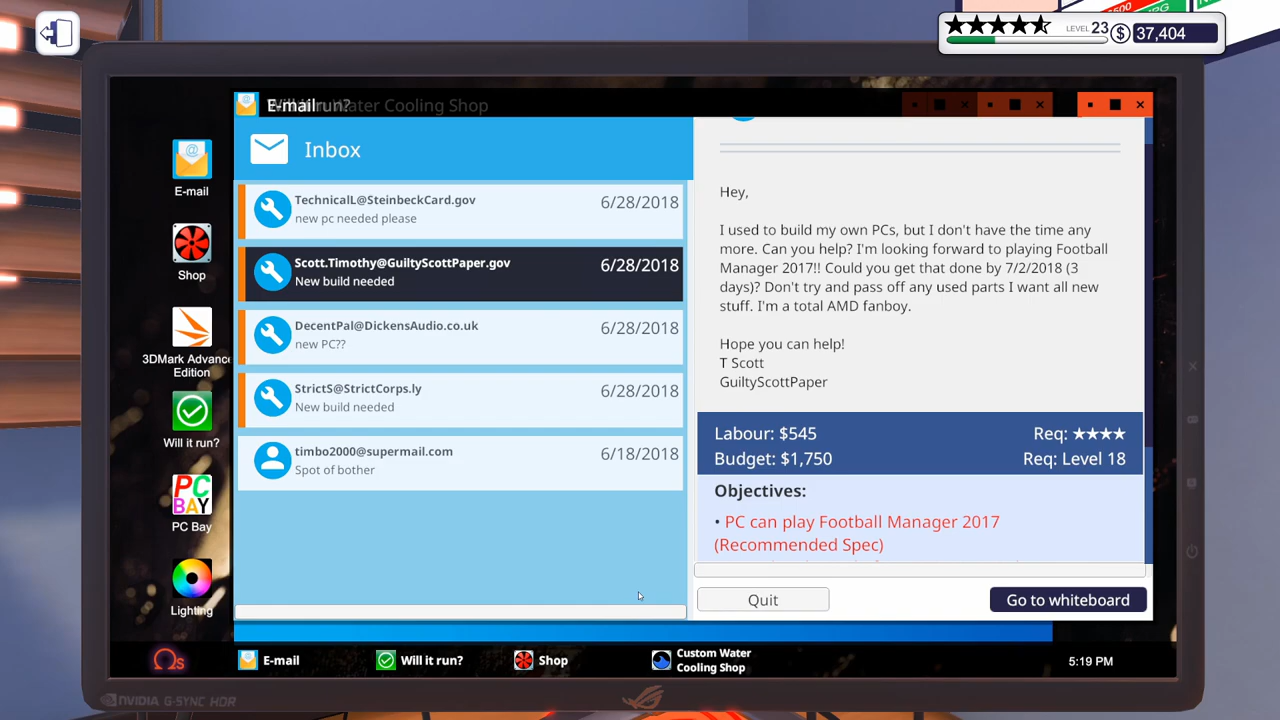 LEVEL 23
$ 37,404
E-mail
Water Cooling Shop
Inbox
TechnicalL@SteinbeckCard.gov
6/28/2018
new pc needed please
Scott.Timothy@GuiltyScottPaper.gov
6/28/2018
New build needed
DecentPal@DickensAudio.co.uk
6/28/2018
new PC??
StrictS@StrictCorps.ly
6/28/2018
New build needed
timbo2000@supermail.com
6/18/2018
Spot of bother
Hey,
I used to build my own PCs, but I don't have the time any
more. Can you help? I'm looking forward to playing Football
Manager 2017!! Could you get that done by 7/2/2018 (3
days)? Don't try and pass off any used parts I want all new
stuff. I'm a total AMD fanboy.
Hope you can help!
T Scott
GuiltyScottPaper
Labour: $545
Req: ★★★★
Budget: $1,750
Req: Level 18
Objectives:
• PC can play Football Manager 2017
(Recommended Spec)
Quit
Go to whiteboard
E-mail
Shop
3DMark Advanc
Edition
Will it run?
PC
BAY
PC Bay
Lighting
E-mail
Will it run?
Shop
Custom Water
Cooling Shop
5:19 PM
NVIDIA G-SYNC HDR